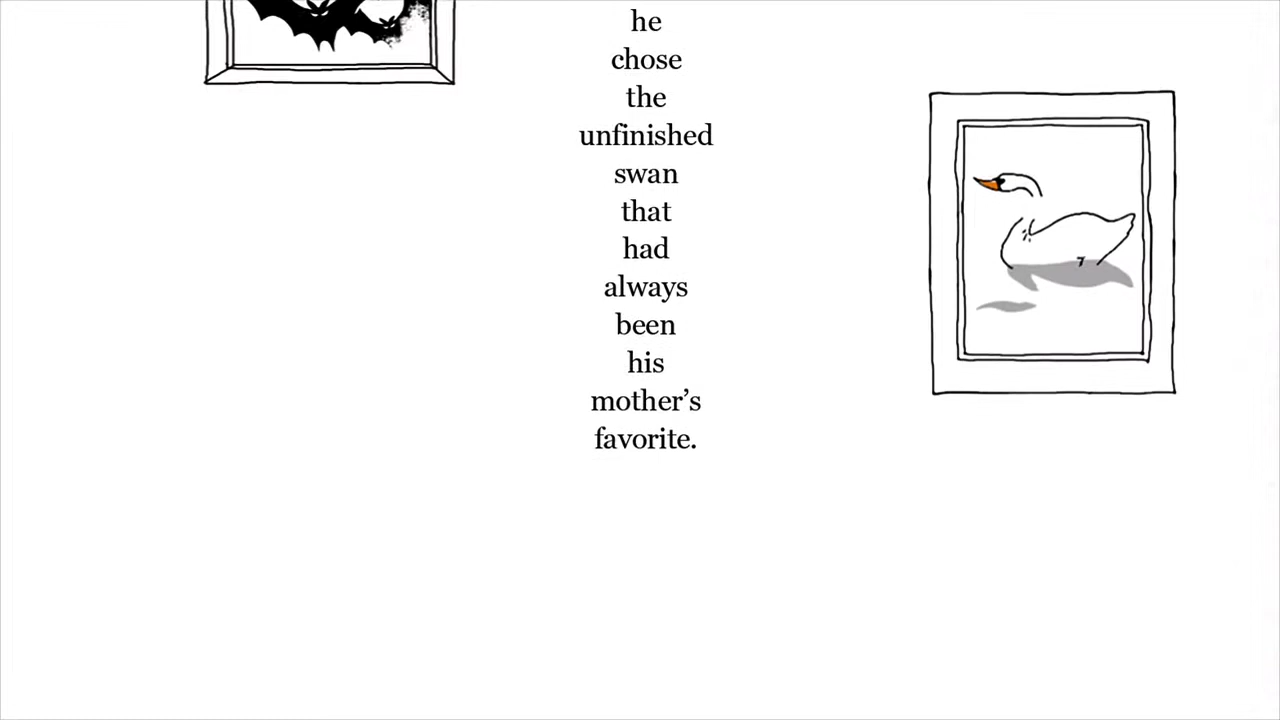 he
chose
the
unfinished
swan
that
had
always
been
his
mother’s
favorite.